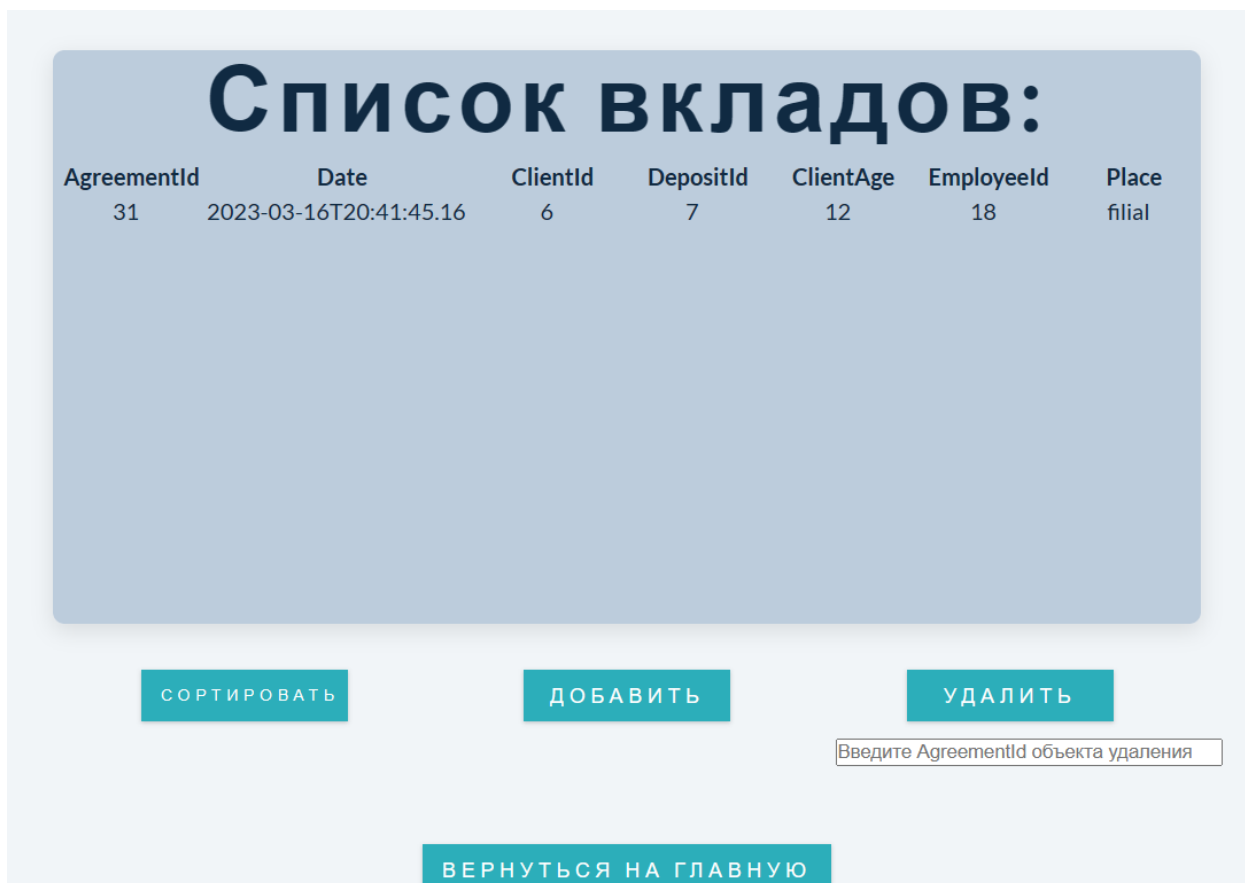 Список вкладов:
AgreementId Date ClientId DepositId ClientAge EmployeeId Place
31 2023-03-16T20:41:45.16 6 7 12 18 filial
СОРТИРОВАТЬ ДОБАВИТЬ УДАЛИТЬ
Введите AgreementId объекта удаления
ВЕРНУТЬСЯ НА ГЛАВНУЮ